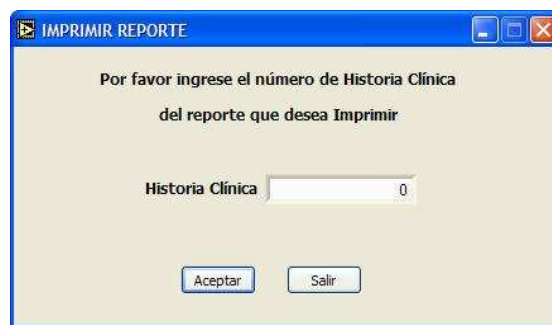 IMPRIMIR REPORTE
Por favor ingrese el número de Historia Clínica
del reporte que desea Imprimir
Historia Clínica 0
Aceptar Salir